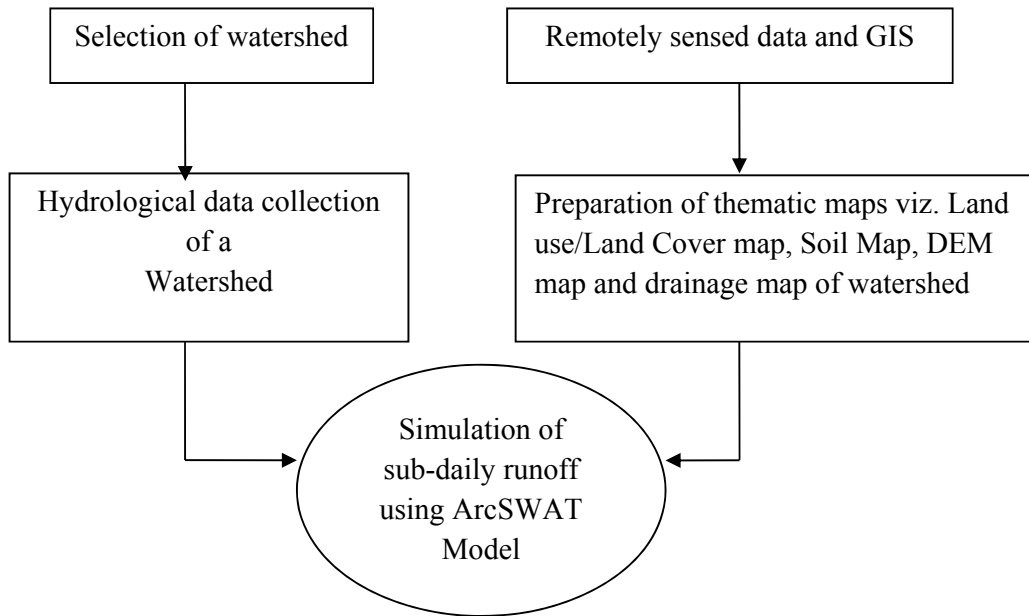 Selection of watershed
Remotely sensed data and GIS
Hydrological data collection
of a
Watershed
Preparation of thematic maps viz. Land
use/Land Cover map, Soil Map, DEM
map and drainage map of watershed
Simulation of
sub-daily runoff
using ArcSWAT
Model